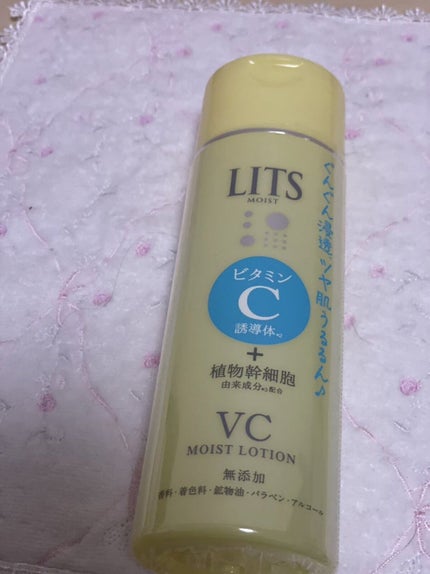 LITS
MOIST
ぐんぐん浸透、ツヤ肌うるるん♪
ビタミン
C
誘導体※2
+
植物幹細胞
由来成分※3配合
VC
MOIST LOTION
無添加
香料・着色料・鉱物油・パラベン・アルコール